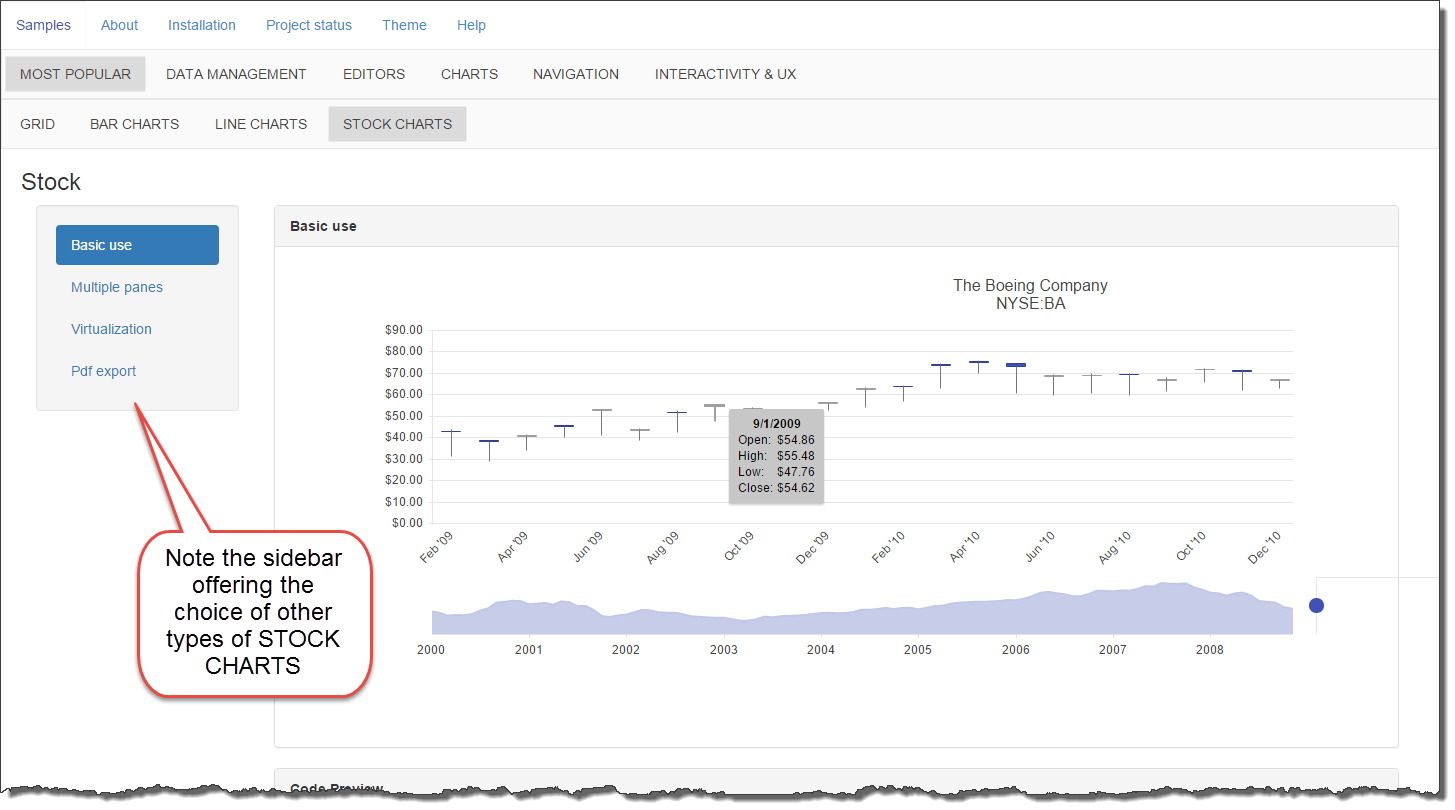 Samples About Installation Project status Theme Help
MOST POPULAR DATA MANAGEMENT EDITORS CHARTS NAVIGATION INTERACTIVITY & UX
GRID BAR CHARTS LINE CHARTS STOCK CHARTS
Stock
Basic use
Multiple panes
Virtualization
Pdf export
Note the sidebar
offering the
choice of other
types of STOCK
CHARTS
Basic use
The Boeing Company
NYSE:BA
$90.00
$80.00
$70.00
$60.00
$50.00
$40.00
$30.00
$20.00
$10.00
$0.00
9/1/2009
Open: $54.86
High: $55.48
Low: $47.76
Close: $54.62
Feb '09 Apr '09 Jun '09 Aug '09 Oct '09 Dec '09 Feb '10 Apr '10 Jun '10 Aug '10 Oct '10 Dec '10
2000 2001 2002 2003 2004 2005 2006 2007 2008
Code Preview